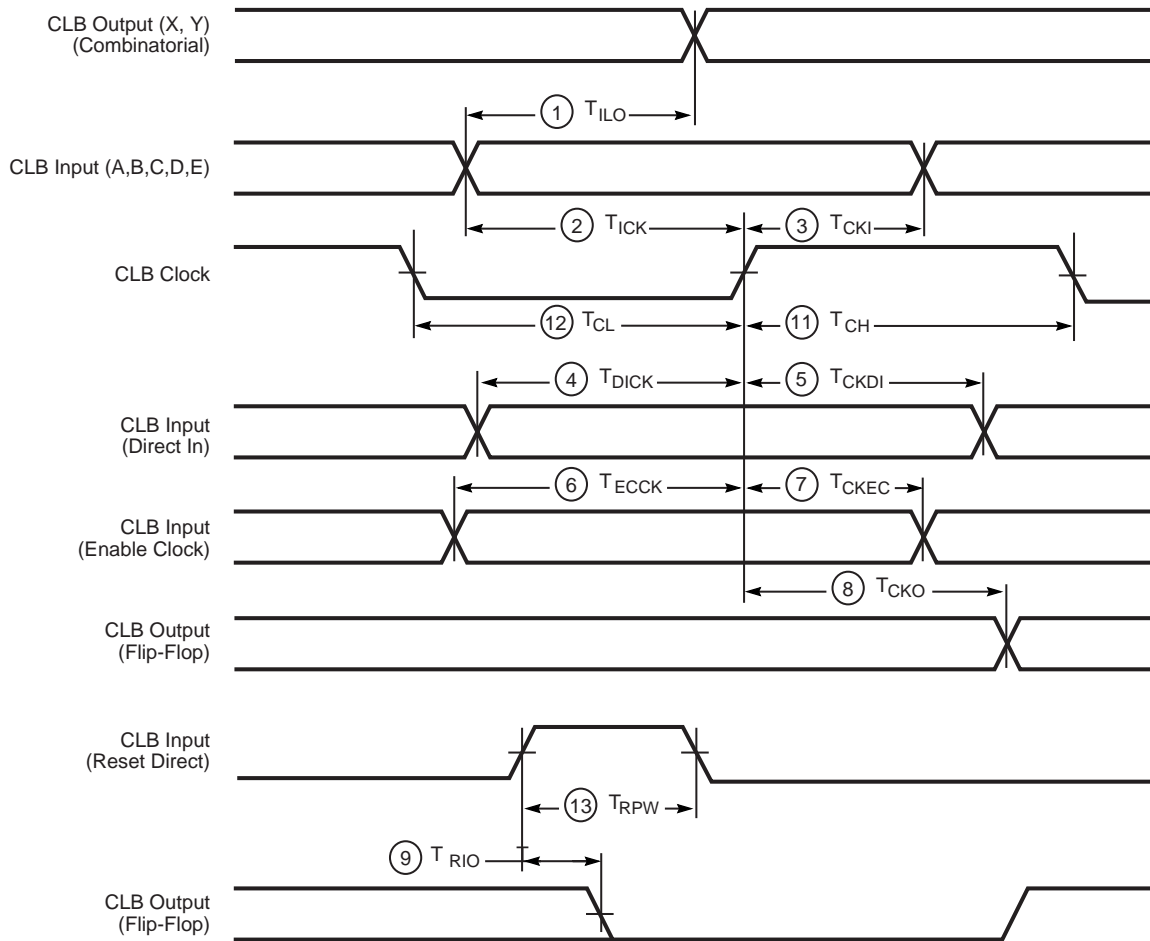 CLB Output (X, Y)
(Combinatorial)
1 TILO
CLB Input (A,B,C,D,E)
2 TICK
3 TCKI
CLB Clock
12 TCL
11 TCH
4 TDICK
5 TCKDI
CLB Input
(Direct In)
6 TECCK
7 TCKEC
CLB Input
(Enable Clock)
8 TCKO
CLB Output
(Flip-Flop)
CLB Input
(Reset Direct)
13 TRPW
9 T RIO
T
CLB Output
(Flip-Flop)